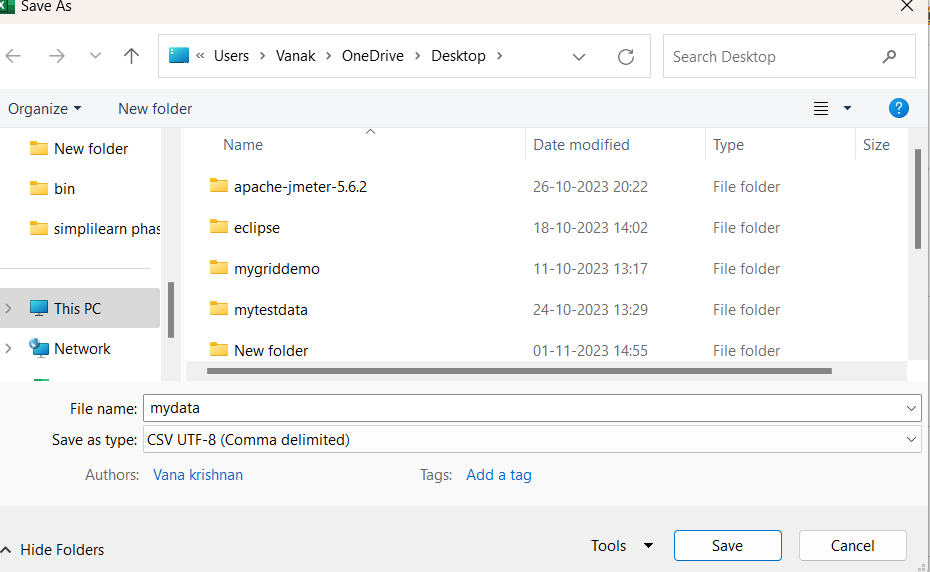 Save As
« Users > Vanak > OneDrive > Desktop >
Search Desktop
Organize
New folder
?
New folder
bin
simplilearn phas
This PC
Network
Name Date modified Type Size
apache-jmeter-5.6.2 26-10-2023 20:22 File folder
eclipse 18-10-2023 14:02 File folder
mygriddemo 11-10-2023 13:17 File folder
mytestdata 24-10-2023 13:29 File folder
New folder 01-11-2023 14:55 File folder
File name: mydata
Save as type: CSV UTF-8 (Comma delimited)
Authors: Vana krishnan Tags: Add a tag
Hide Folders Tools Save Cancel